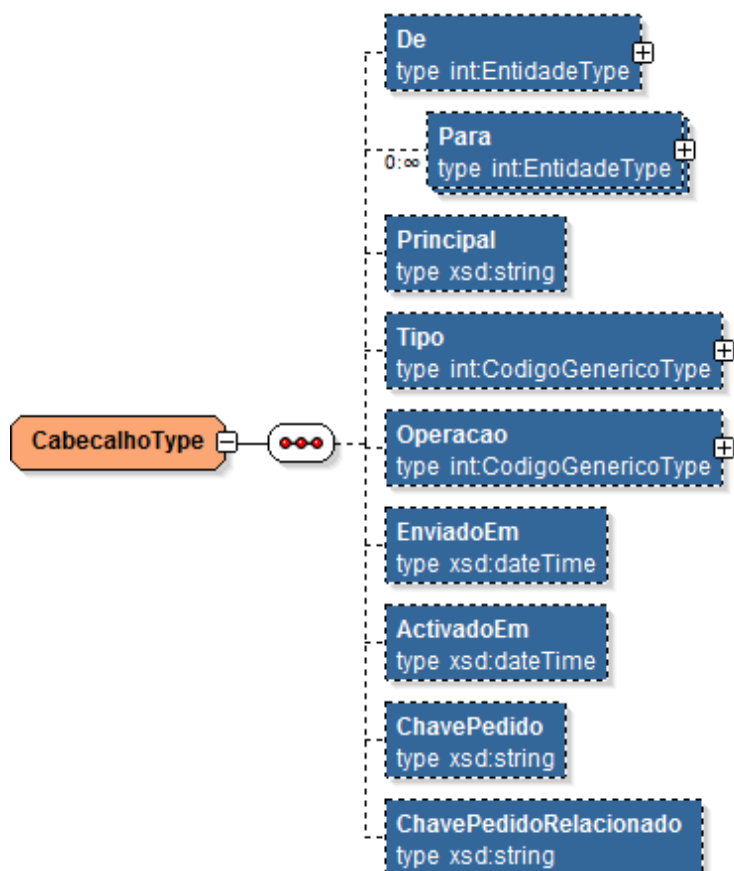 De
type int:EntidadeType
Para
0:∞
type int:EntidadeType
Principal
type xsd:string
Tipo
type int:CodigoGenericoType
CabecalhoType
Operacao
type int:CodigoGenericoType
EnviadoEm
type xsd:dateTime
ActivadoEm
type xsd:dateTime
ChavePedido
type xsd:string
ChavePedidoRelacionado
type xsd:string